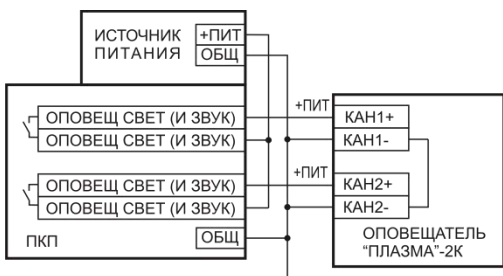 ИСТОЧНИК
ПИТАНИЯ
+ПИТ
ОБЩ
ОПОВЕЩ СВЕТ (И ЗВУК)
ОПОВЕЩ СВЕТ (И ЗВУК)
ОПОВЕЩ СВЕТ (И ЗВУК)
ОПОВЕЩ СВЕТ (И ЗВУК)
ПКП
ОБЩ
+ПИТ
+ПИТ
КАН1+
КАН1-
КАН2+
КАН2-
ОПОВЕЩАТЕЛЬ
“ПЛАЗМА”-2К